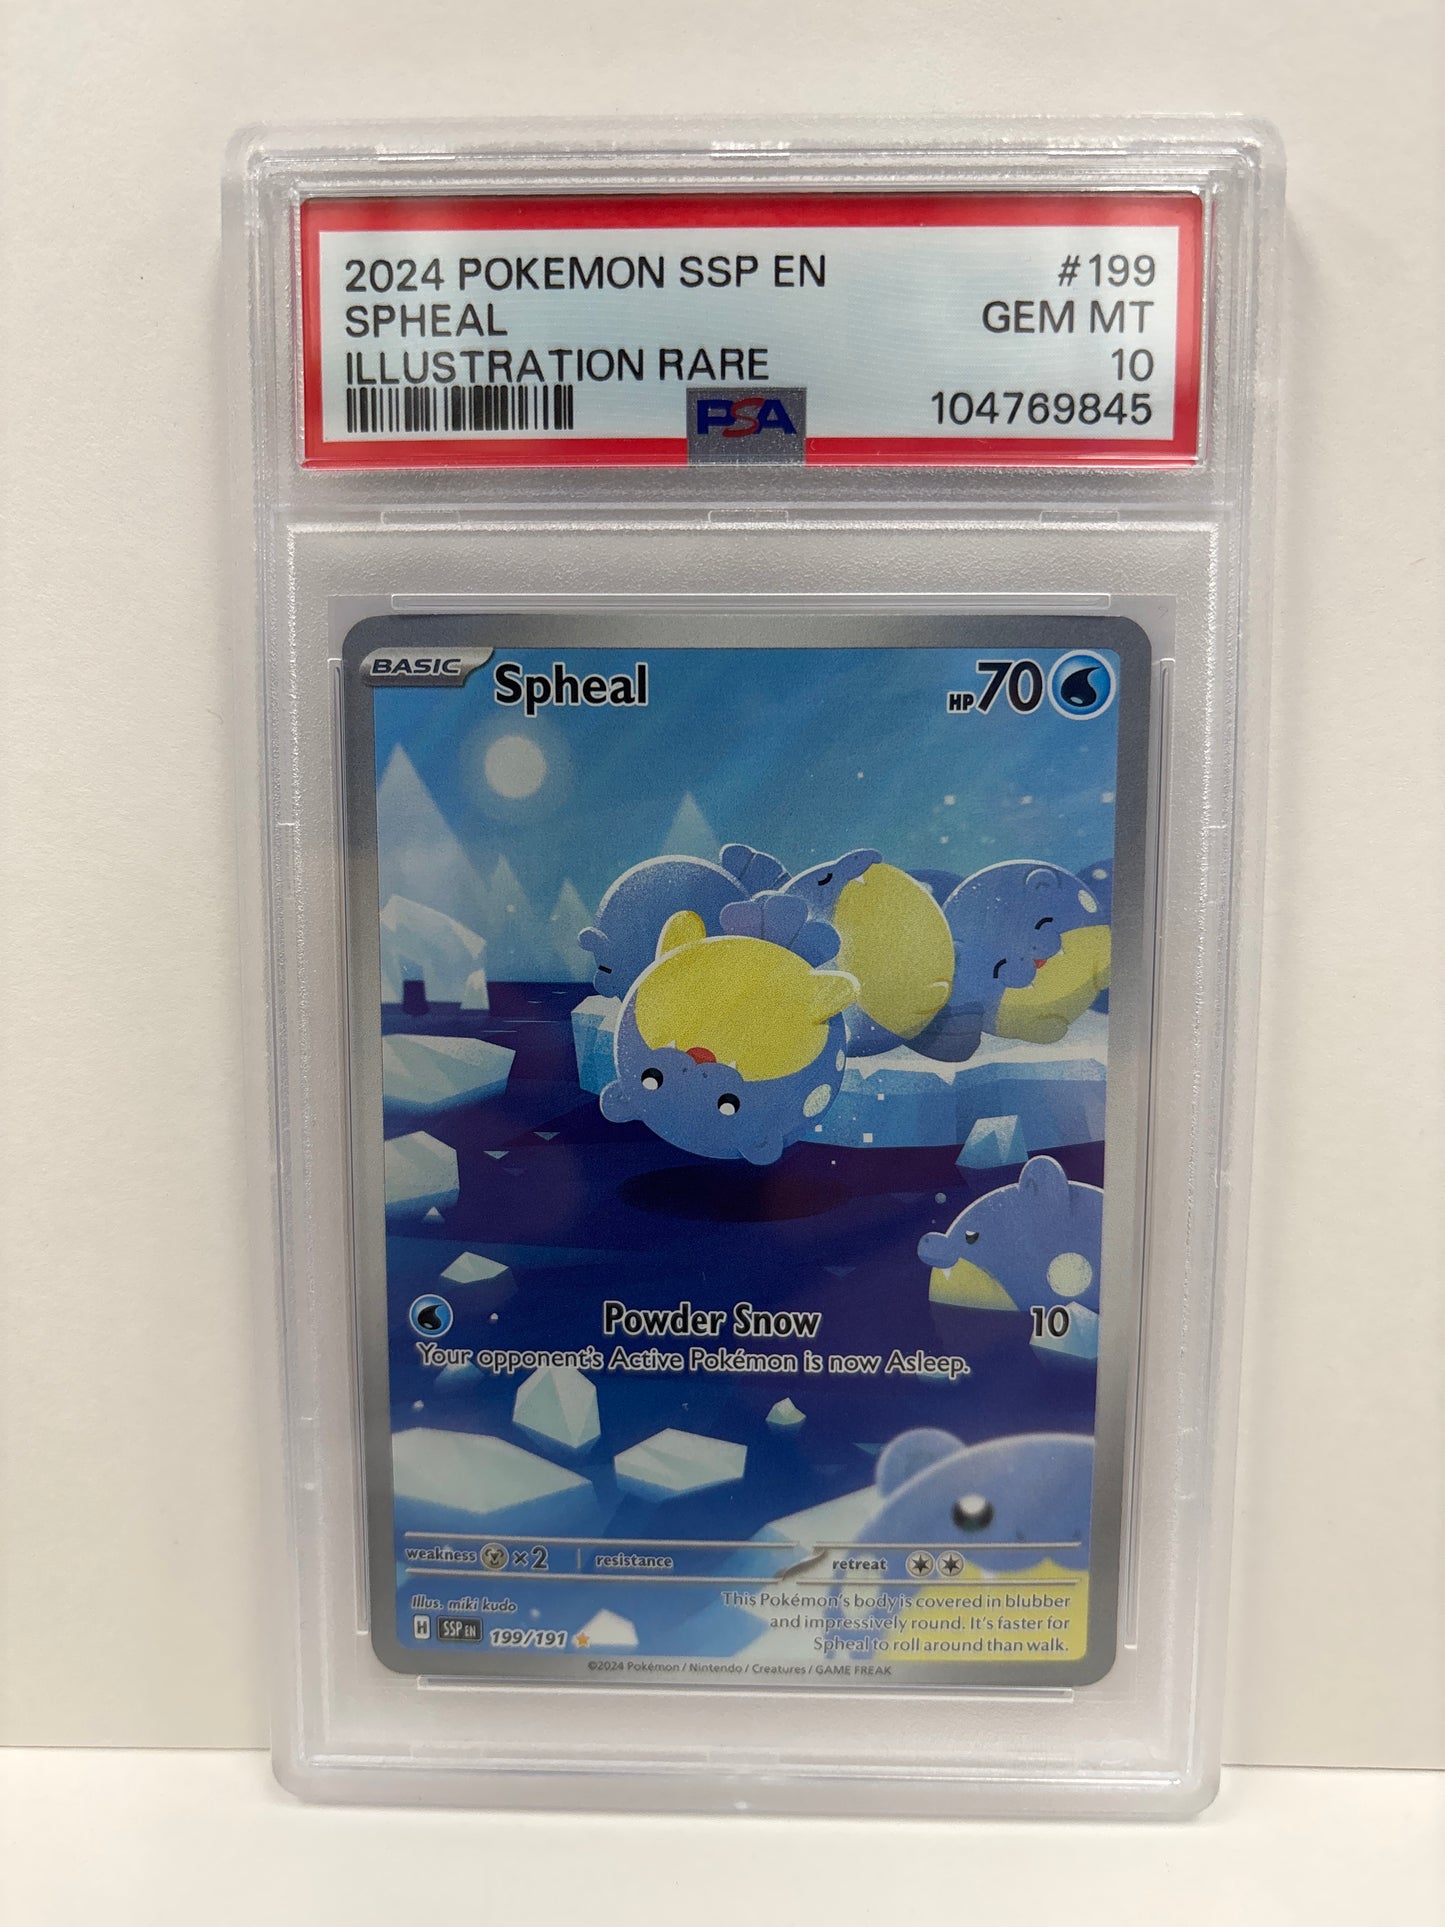 2024 POKEMON SSP EN #199
SPHEAL GEM MT
ILLUSTRATION RARE 10
PSA 104769845
BASIC Spheal HP 70
Powder Snow 10
Your opponent's Active Pokémon is now Asleep.
weakness ×2 resistance retreat
Illus. miki kudo
This Pokémon's body is covered in blubber
and impressively round. It's faster for
Spheal to roll around than walk.
H SSP EN 199/191
©2024 Pokémon / Nintendo / Creatures / GAME FREAK